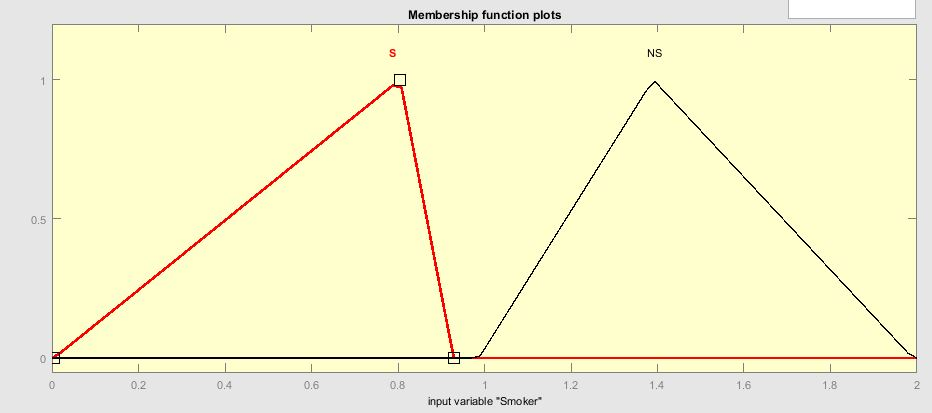 Membership function plots
S NS
1
0.5
0
0 0.2 0.4 0.6 0.8 1 1.2 1.4 1.6 1.8 2
input variable "Smoker"